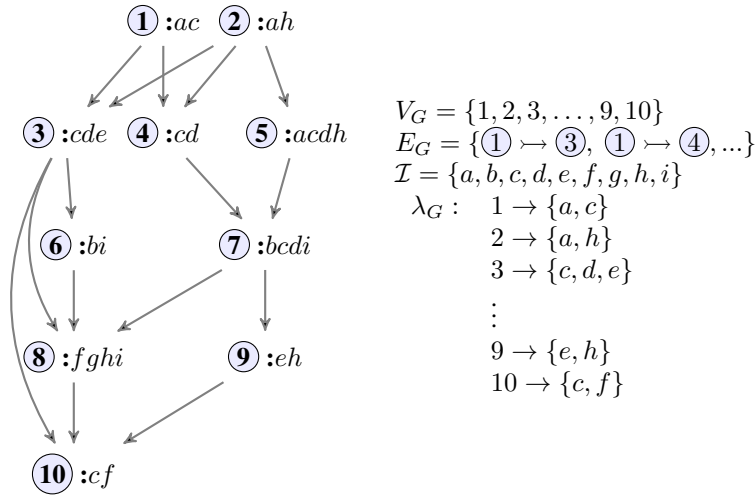 1 :ac 2 :ah
3 :cde 4 :cd 5 :acdh
6 :bi 7 :bcdi
8 :fghi 9 :eh
10 :cf
V_G = {1, 2, 3, . . . , 9, 10}
E_G = {① ↣ ③, ① ↣ ④, ...}
ℐ = {a, b, c, d, e, f, g, h, i}
λ_G : 1 → {a, c}
2 → {a, h}
3 → {c, d, e}
⋮
9 → {e, h}
10 → {c, f}